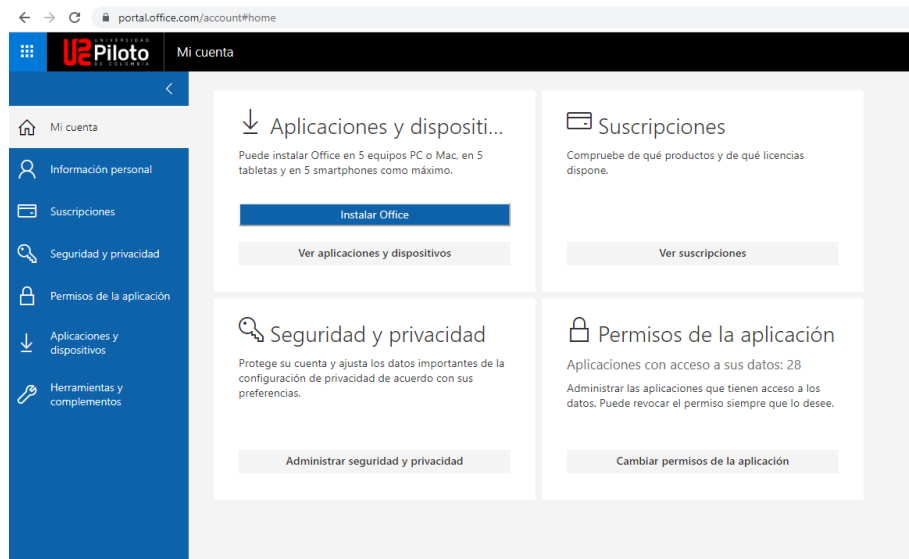 portal.office.com/account#home
UNIVERSIDAD
Piloto
DE COLOMBIA
Mi cuenta
Mi cuenta
Información personal
Suscripciones
Seguridad y privacidad
Permisos de la aplicación
Aplicaciones y
dispositivos
Herramientas y
complementos
Aplicaciones y dispositi...
Puede instalar Office en 5 equipos PC o Mac, en 5
tabletas y en 5 smartphones como máximo.
Instalar Office
Ver aplicaciones y dispositivos
Suscripciones
Compruebe de qué productos y de qué licencias
dispone.
Ver suscripciones
Seguridad y privacidad
Protege su cuenta y ajusta los datos importantes de la
configuración de privacidad de acuerdo con sus
preferencias.
Administrar seguridad y privacidad
Permisos de la aplicación
Aplicaciones con acceso a sus datos: 28
Administrar las aplicaciones que tienen acceso a los
datos. Puede revocar el permiso siempre que lo desee.
Cambiar permisos de la aplicación